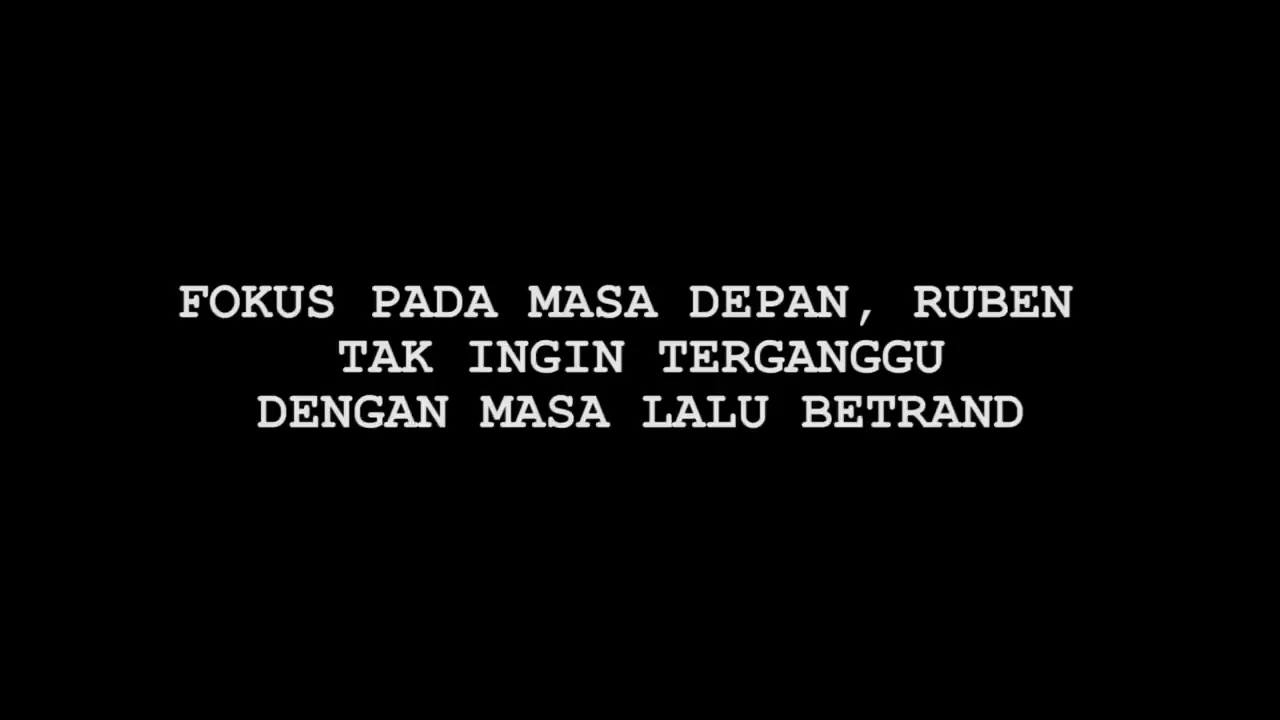 FOKUS PADA MASA DEPAN, RUBEN
TAK INGIN TERGANGGU
DENGAN MASA LALU BETRAND